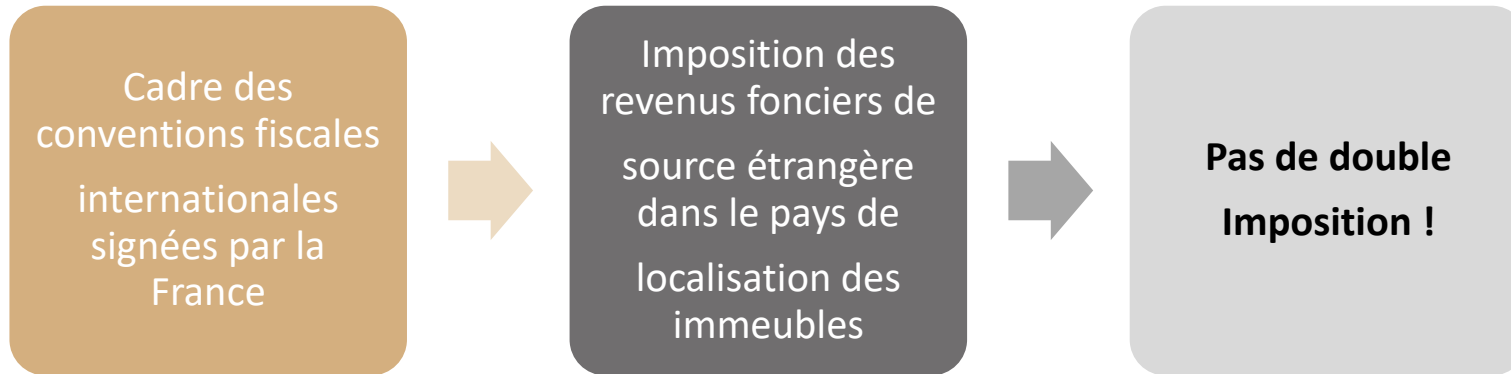 Cadre des
conventions fiscales
internationales
signées par la
France
Imposition des
revenus fonciers de
source étrangère
dans le pays de
localisation des
immeubles
Pas de double
Imposition !